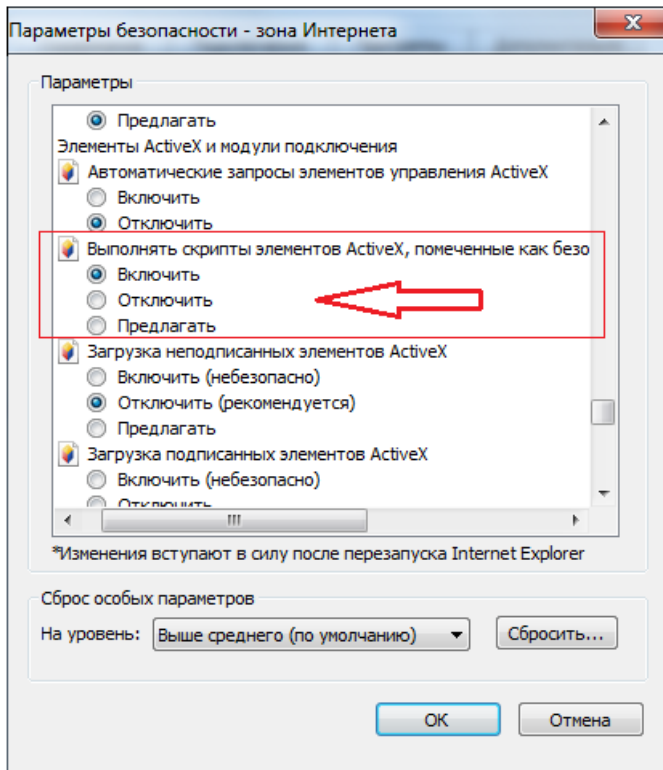 Параметры безопасности - зона Интернета
Параметры
Предлагать
Элементы ActiveX и модули подключения
Автоматические запросы элементов управления ActiveX
Включить
Отключить
Выполнять скрипты элементов ActiveX, помеченные как безо
Включить
Отключить
Предлагать
Загрузка неподписанных элементов ActiveX
Включить (небезопасно)
Отключить (рекомендуется)
Предлагать
Загрузка подписанных элементов ActiveX
Включить (небезопасно)
Отключить
*Изменения вступают в силу после перезапуска Internet Explorer
Сброс особых параметров
На уровень: Выше среднего (по умолчанию) Сбросить...
ОК Отмена